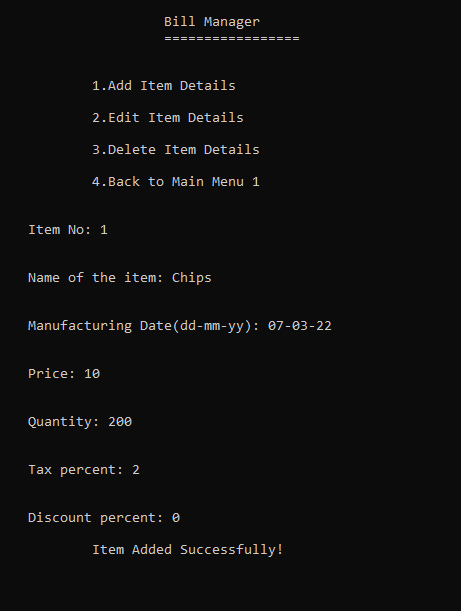 Bill Manager
=================
1.Add Item Details
2.Edit Item Details
3.Delete Item Details
4.Back to Main Menu 1
Item No: 1
Name of the item: Chips
Manufacturing Date(dd-mm-yy): 07-03-22
Price: 10
Quantity: 200
Tax percent: 2
Discount percent: 0
Item Added Successfully!